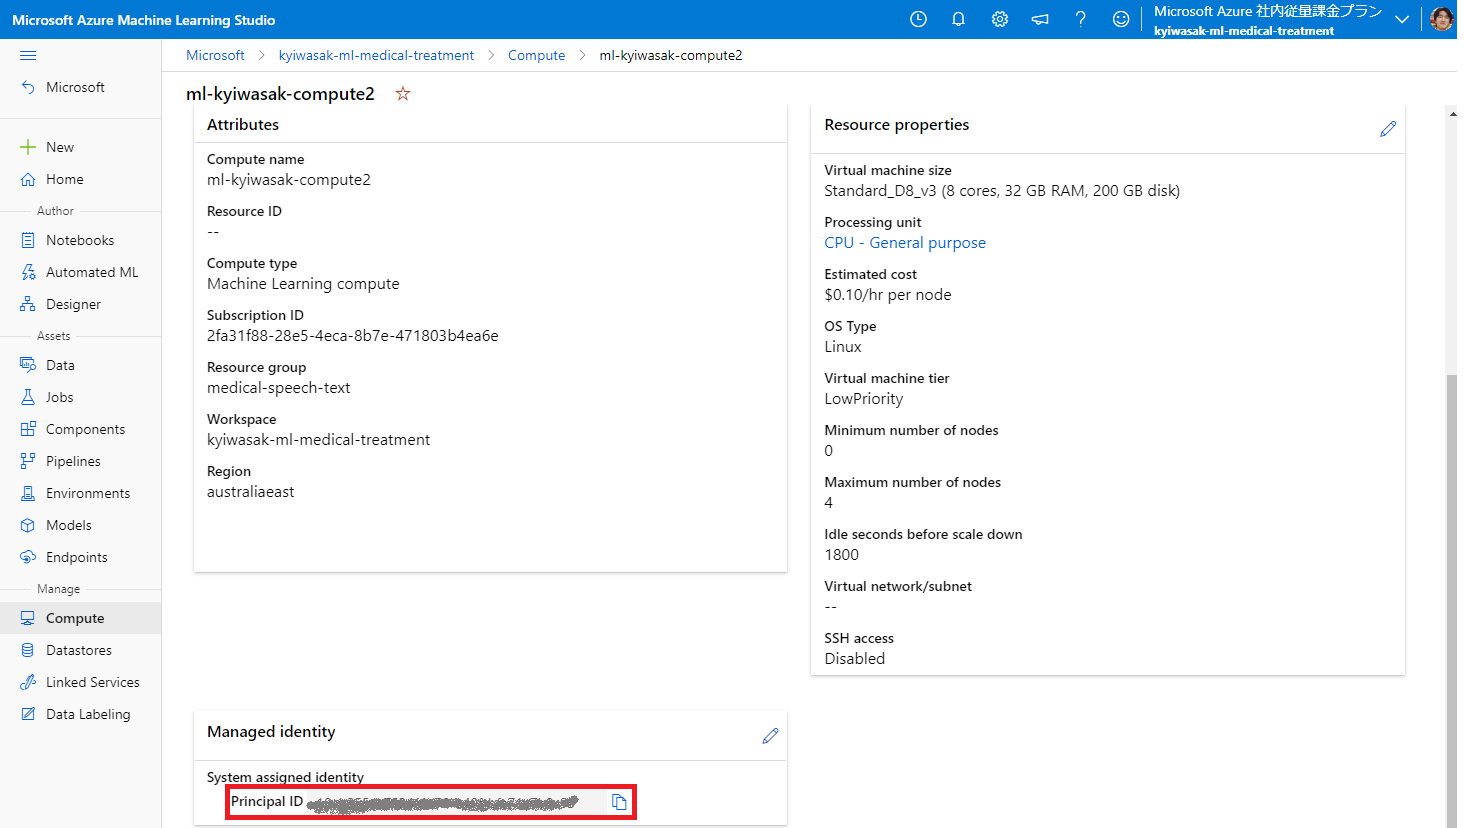 Microsoft Azure Machine Learning Studio
Microsoft Azure 社内従量課金プラン
kyiwasak-ml-medical-treatment
Microsoft
New
Home
Author
Notebooks
Automated ML
Designer
Assets
Data
Jobs
Components
Pipelines
Environments
Models
Endpoints
Manage
Compute
Datastores
Linked Services
Data Labeling
Microsoft > kyiwasak-ml-medical-treatment > Compute > ml-kyiwasak-compute2
ml-kyiwasak-compute2
Attributes
Compute name
ml-kyiwasak-compute2
Resource ID
--
Compute type
Machine Learning compute
Subscription ID
2fa31f88-28e5-4eca-8b7e-471803b4ea6e
Resource group
medical-speech-text
Workspace
kyiwasak-ml-medical-treatment
Region
australiaeast
Resource properties
Virtual machine size
Standard_D8_v3 (8 cores, 32 GB RAM, 200 GB disk)
Processing unit
CPU - General purpose
Estimated cost
$0.10/hr per node
OS Type
Linux
Virtual machine tier
LowPriority
Minimum number of nodes
0
Maximum number of nodes
4
Idle seconds before scale down
1800
Virtual network/subnet
--
SSH access
Disabled
Managed identity
System assigned identity
Principal ID